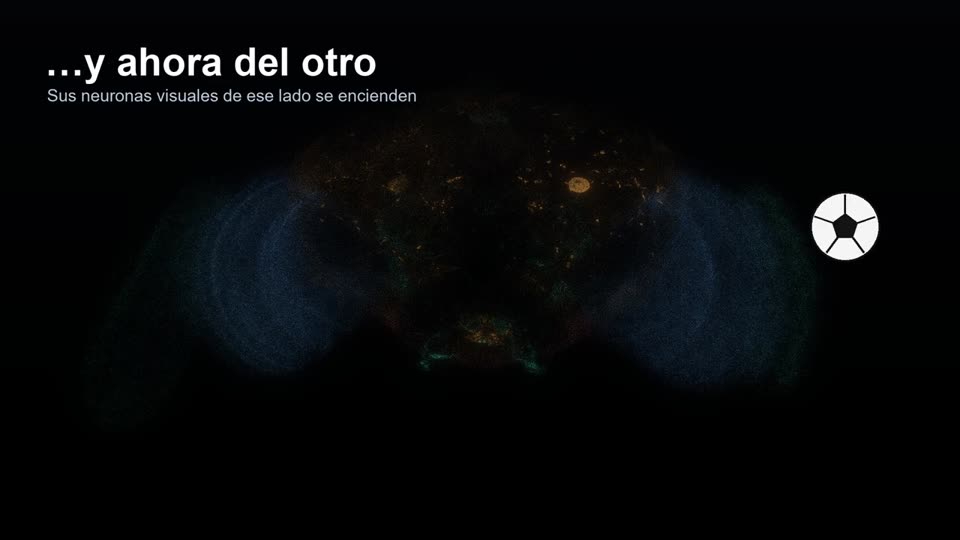 ...y ahora del otro
Sus neuronas visuales de ese lado se encienden